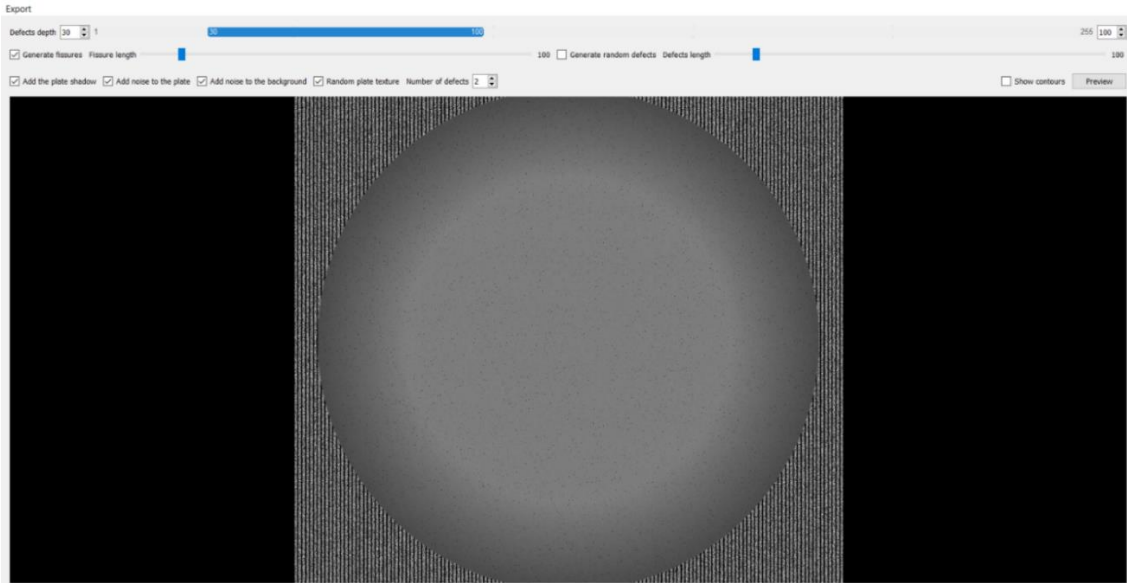 Export
Defects depth 30 1 30 100 255 100
Generate fissures Fissure length 100 Generate random defects Defects length 100
Add the plate shadow Add noise to the plate Add noise to the background Random plate texture Number of defects 2 Show contours Preview